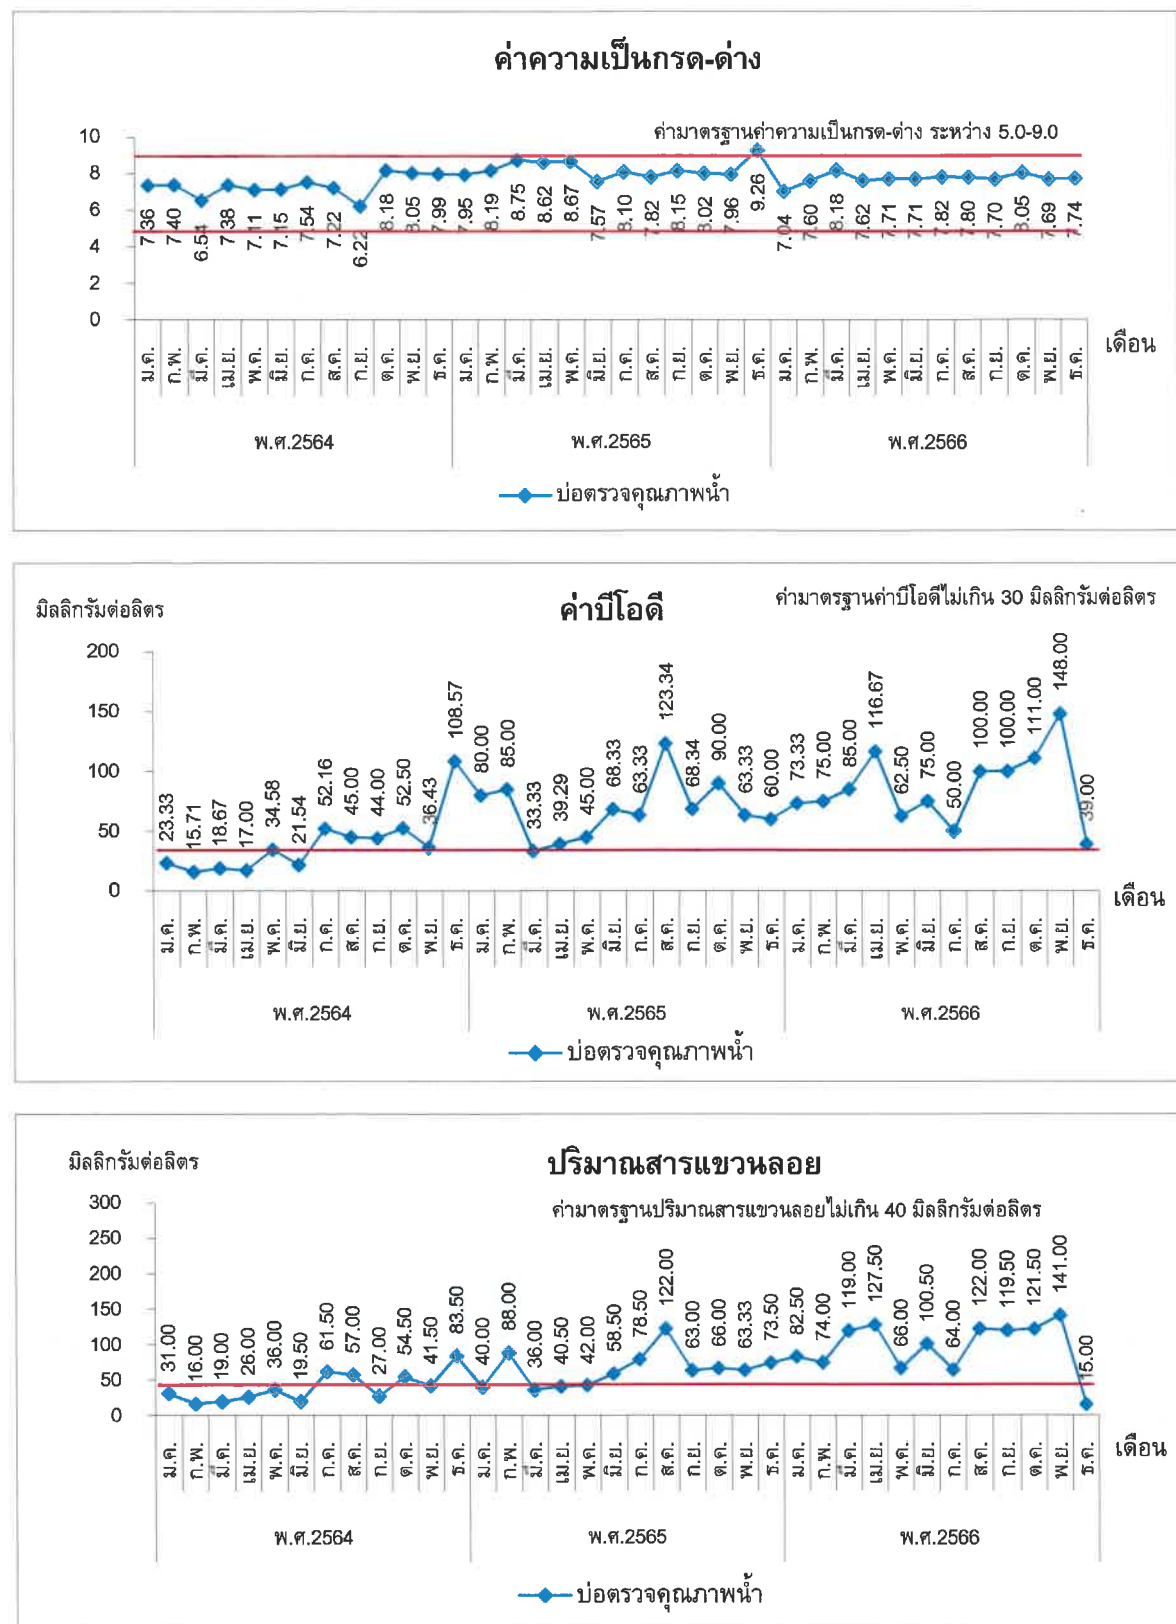 ค่าความเป็นกรด-ด่าง
ค่ามาตรฐานค่าความเป็นกรด-ด่าง ระหว่าง 5.0-9.0
10
8
6
4
2
0
7.36 7.40 6.54 7.38 7.11 7.15 7.54 7.22 6.22 8.18 8.05 7.99 7.95 8.19 8.75 8.62 8.67 7.57 8.10 7.82 8.15 8.02 7.96 9.26 7.04 7.60 8.18 7.62 7.71 7.71 7.82 7.80 7.70 8.05 7.69 7.74
ม.ค. ก.พ. มี.ค. เม.ย. พ.ค. มิ.ย. ก.ค. ส.ค. ก.ย. ต.ค. พ.ย. ธ.ค. ม.ค. ก.พ. มี.ค. เม.ย. พ.ค. มิ.ย. ก.ค. ส.ค. ก.ย. ต.ค. พ.ย. ธ.ค. ม.ค. ก.พ. มี.ค. เม.ย. พ.ค. มิ.ย. ก.ค. ส.ค. ก.ย. ต.ค. พ.ย. ธ.ค.
เดือน
พ.ศ.2564 พ.ศ.2565 พ.ศ.2566
บ่อตรวจคุณภาพน้ำ
มิลลิกรัมต่อลิตร
ค่าบีโอดี
ค่ามาตรฐานค่าบีโอดีไม่เกิน 30 มิลลิกรัมต่อลิตร
200
150
100
50
0
23.33 15.71 18.67 17.00 34.58 21.54 52.16 45.00 44.00 52.50 36.43 108.57 80.00 85.00 33.33 39.29 45.00 68.33 63.33 123.34 68.34 90.00 63.33 60.00 73.33 75.00 85.00 116.67 62.50 75.00 50.00 100.00 100.00 111.00 148.00 39.00
ม.ค. ก.พ. มี.ค. เม.ย. พ.ค. มิ.ย. ก.ค. ส.ค. ก.ย. ต.ค. พ.ย. ธ.ค. ม.ค. ก.พ. มี.ค. เม.ย. พ.ค. มิ.ย. ก.ค. ส.ค. ก.ย. ต.ค. พ.ย. ธ.ค. ม.ค. ก.พ. มี.ค. เม.ย. พ.ค. มิ.ย. ก.ค. ส.ค. ก.ย. ต.ค. พ.ย. ธ.ค.
เดือน
พ.ศ.2564 พ.ศ.2565 พ.ศ.2566
บ่อตรวจคุณภาพน้ำ
มิลลิกรัมต่อลิตร
ปริมาณสารแขวนลอย
ค่ามาตรฐานปริมาณสารแขวนลอยไม่เกิน 40 มิลลิกรัมต่อลิตร
300
250
200
150
100
50
0
31.00 16.00 19.00 26.00 36.00 19.50 61.50 57.00 27.00 54.50 41.50 83.50 40.00 88.00 36.00 40.50 42.00 58.50 78.50 122.00 63.00 66.00 63.33 73.50 82.50 74.00 119.00 127.50 66.00 100.50 64.00 122.00 119.50 121.50 141.00 15.00
ม.ค. ก.พ. มี.ค. เม.ย. พ.ค. มิ.ย. ก.ค. ส.ค. ก.ย. ต.ค. พ.ย. ธ.ค. ม.ค. ก.พ. มี.ค. เม.ย. พ.ค. มิ.ย. ก.ค. ส.ค. ก.ย. ต.ค. พ.ย. ธ.ค. ม.ค. ก.พ. มี.ค. เม.ย. พ.ค. มิ.ย. ก.ค. ส.ค. ก.ย. ต.ค. พ.ย. ธ.ค.
เดือน
พ.ศ.2564 พ.ศ.2565 พ.ศ.2566
บ่อตรวจคุณภาพน้ำ